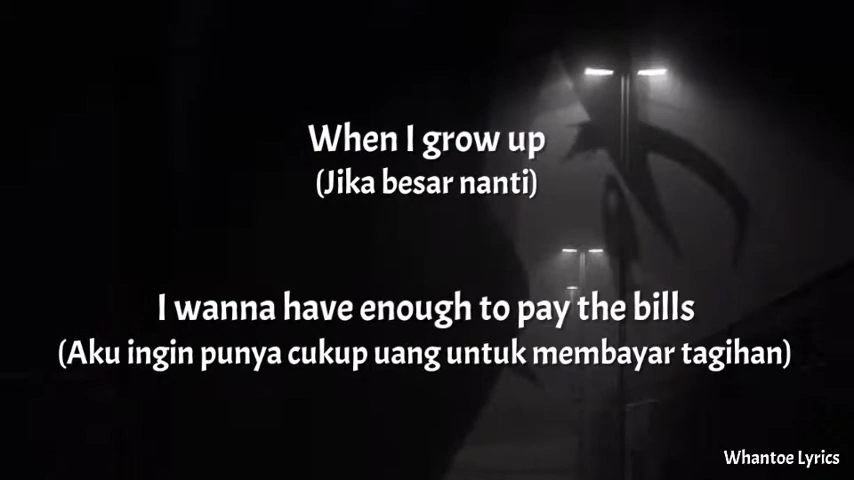 When I grow up
(Jika besar nanti)
I wanna have enough to pay the bills
(Aku ingin punya cukup uang untuk membayar tagihan)
Whantoe Lyrics